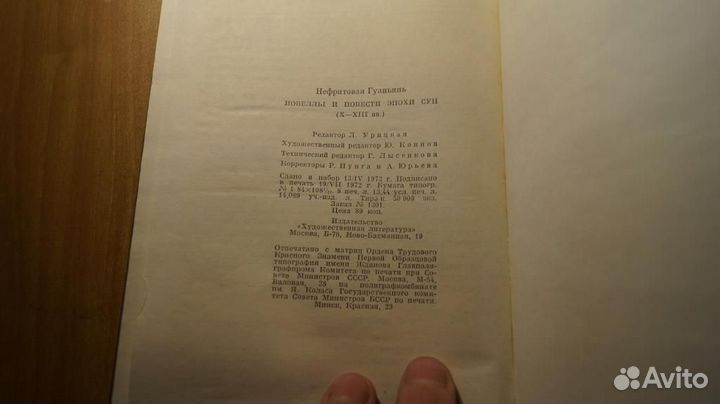 Нефритовая Гуаньинь
НОВЕЛЛЫ И ПОВЕСТИ ЭПОХИ СУН
(X—XIII вв.)
Редактор Л. Урицкая
Художественный редактор Ю. Коннов
Технический редактор Г. Лысенкова
Корректоры Р. Пунга и А. Юрьева
Сдано в набор 13/IV 1972 г. Подписано
в печать 19/VII 1972 г. Бумага типогр.
№ 1 84×108¹/₃₂. 8 печ. л. 13,44 усл. печ. л.
14,089 уч.-изд. л. Тираж 50 000 экз.
Заказ № 1301.
Цена 89 коп.
Издательство
«Художественная литература»
Москва, Б-78, Ново-Басманная, 19
Отпечатано с матриц Ордена Трудового
Красного Знамени Первой Образцовой
типографии имени Жданова Главполи-
графпрома Комитета по печати при Со-
вете Министров СССР. Москва, М-54,
Валовая, 28 на полиграфкомбинате
им. Я. Коласа Государственного коми-
тета Совета Министров БССР по печати.
Минск, Красная, 23
Avito